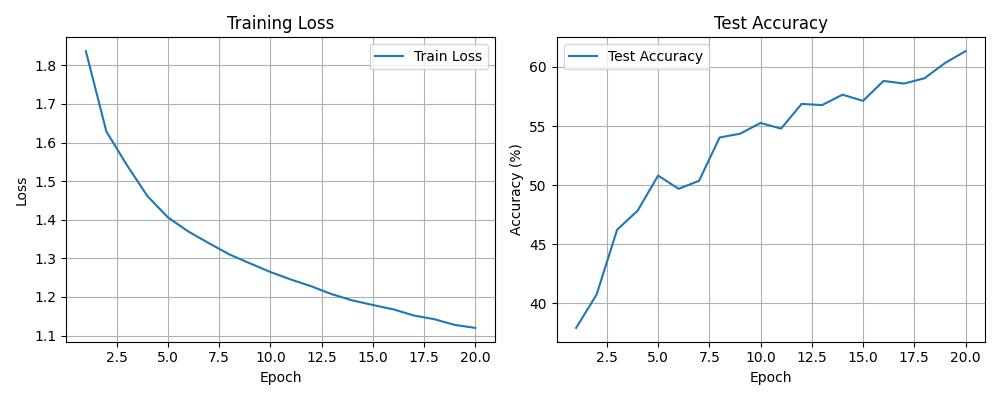 Training Loss
Train Loss
1.8
1.7
1.6
1.5
1.4
1.3
1.2
1.1
Loss
2.5 5.0 7.5 10.0 12.5 15.0 17.5 20.0
Epoch
Test Accuracy
Test Accuracy
60
55
50
45
40
Accuracy (%)
2.5 5.0 7.5 10.0 12.5 15.0 17.5 20.0
Epoch